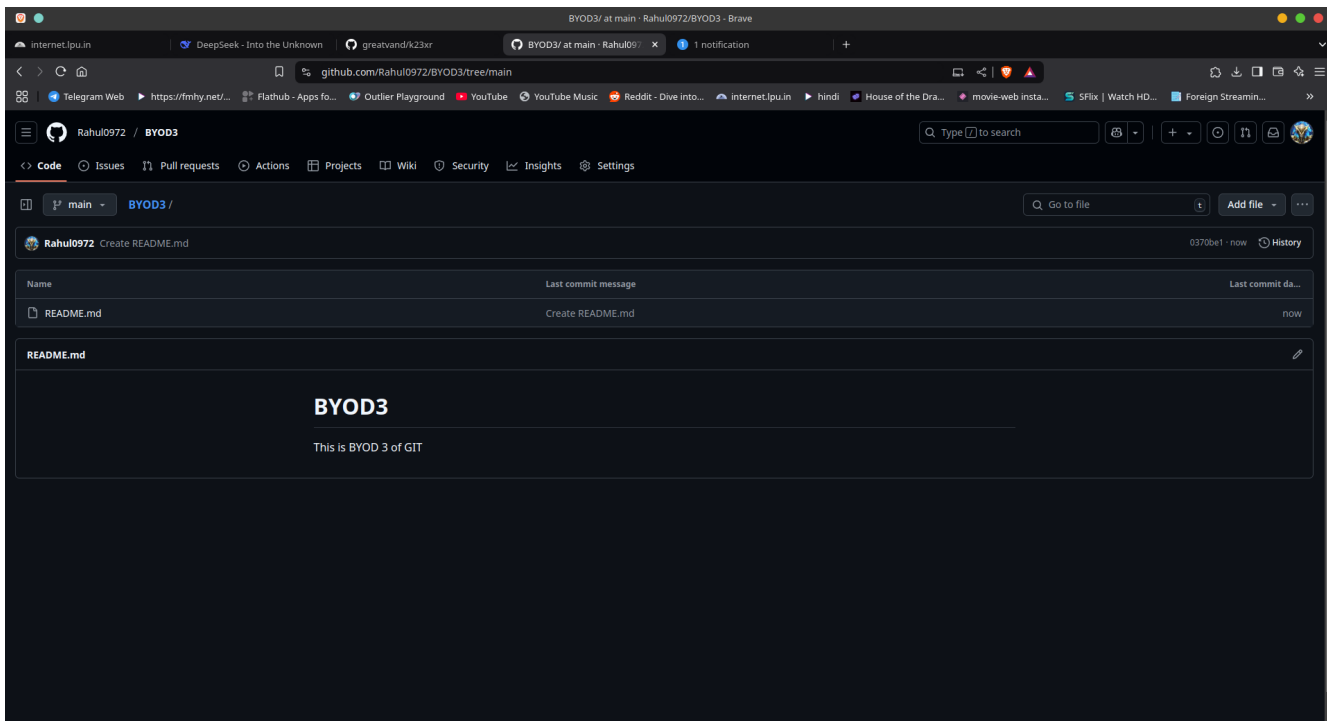 BYOD3/ at main · Rahul0972/BYOD3 - Brave
internet.lpu.in DeepSeek - Into the Unknown greatvand/k23xr BYOD3/ at main · Rahul097 1 1 notification
github.com/Rahul0972/BYOD3/tree/main
Telegram Web https://fmhy.net/... Flathub - Apps fo... Outlier Playground YouTube YouTube Music Reddit - Dive into... internet.lpu.in hindi House of the Dra... movie-web insta... SFlix | Watch HD... Foreign Streamin... »
Rahul0972 / BYOD3 Type / to search
Code Issues Pull requests Actions Projects Wiki Security Insights Settings
main BYOD3 / Go to file t Add file ...
Rahul0972 Create README.md 0370be1 · now History
Name Last commit message Last commit da...
README.md Create README.md now
README.md
BYOD3
This is BYOD 3 of GIT